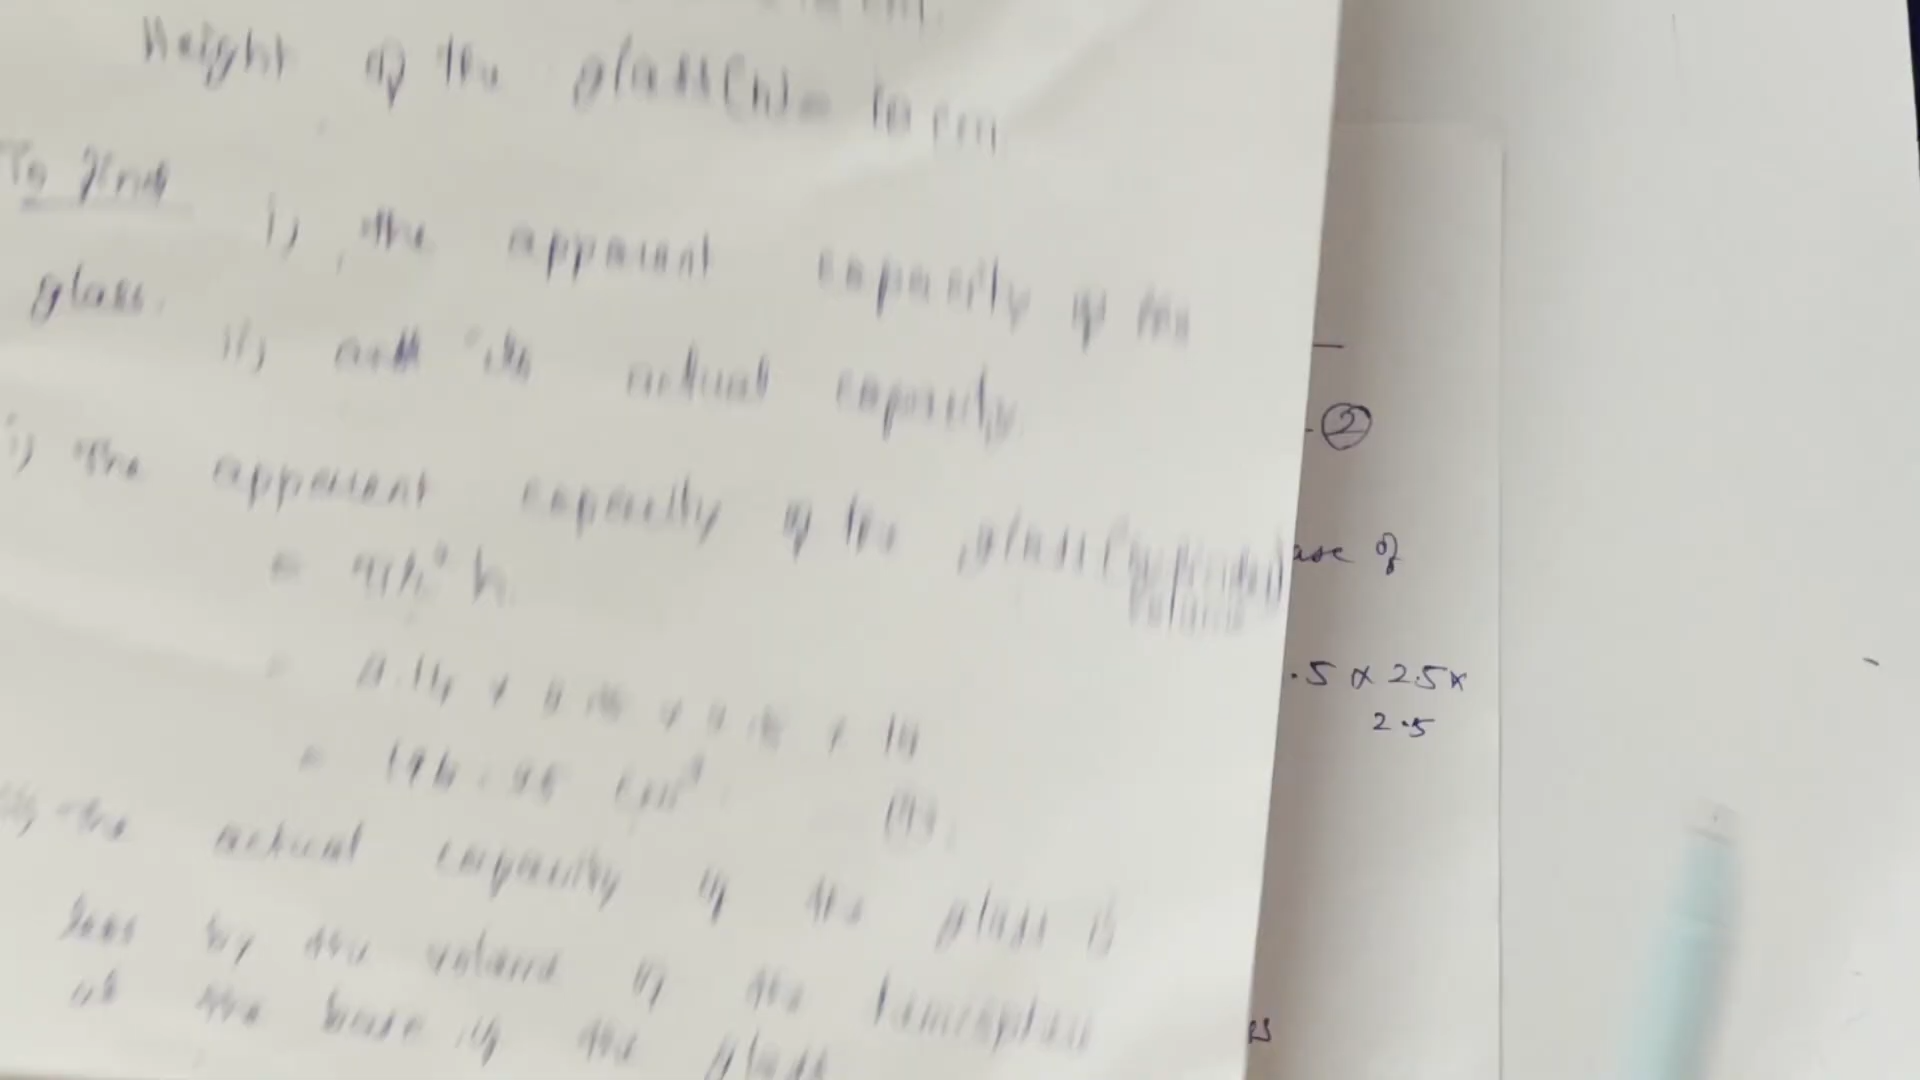 Height of the glass(h)= 10 cm
To find i) the apparent capacity of the
glass. ii) its actual capacity
i) The apparent capacity of the glass (
= πr² h
= 3.14 × 2.5 × 2.5 × 10
= 196.25 cm³
ii) The actual capacity of the glass is
less by the volume of the hemisphere
at the base of the glass
②
ase of
.5 × 2.5 ×
2.5